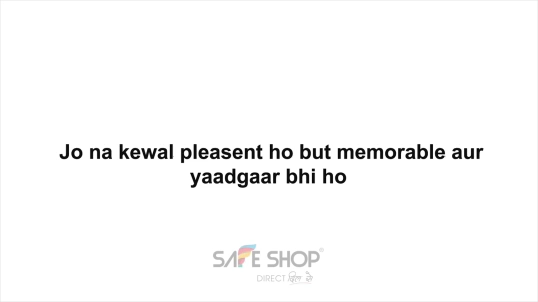 Jo na kewal pleasent ho but memorable aur
yaadgaar bhi ho
SAFE SHOP®
DIRECT